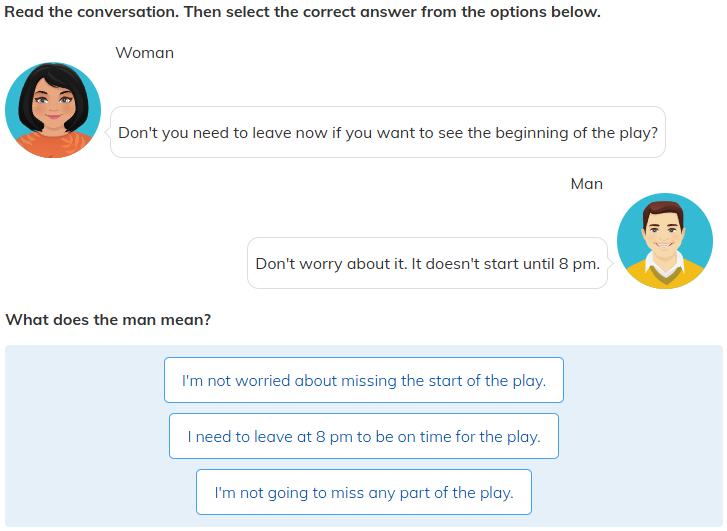 Read the conversation. Then select the correct answer from the options below.
Woman
Don't you need to leave now if you want to see the beginning of the play?
Man
Don't worry about it. It doesn't start until 8 pm.
What does the man mean?
I'm not worried about missing the start of the play.
I need to leave at 8 pm to be on time for the play.
I'm not going to miss any part of the play.